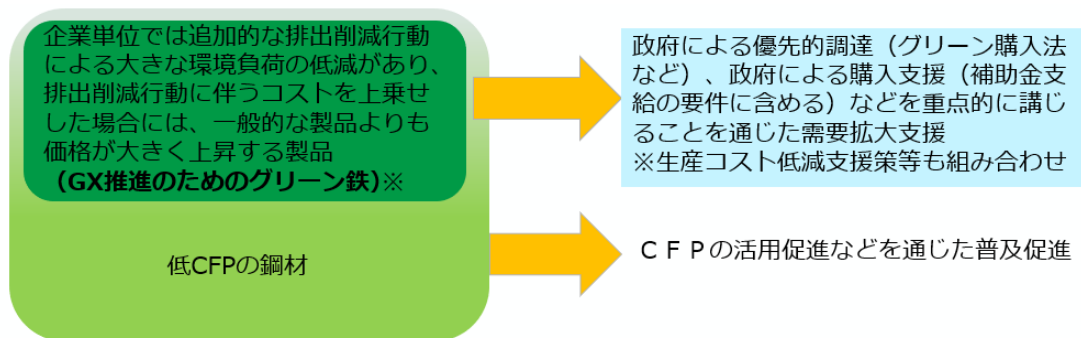 企業単位では追加的な排出削減行動
による大きな環境負荷の低減があり、
排出削減行動に伴うコストを上乗せ
した場合には、一般的な製品よりも
価格が大きく上昇する製品
（GX推進のためのグリーン鉄）※
低CFPの鋼材
政府による優先的調達（グリーン購入法
など）、政府による購入支援（補助金支
給の要件に含める）などを重点的に講じ
ることを通じた需要拡大支援
※生産コスト低減支援策等も組み合わせ
ＣＦＰの活用促進などを通じた普及促進